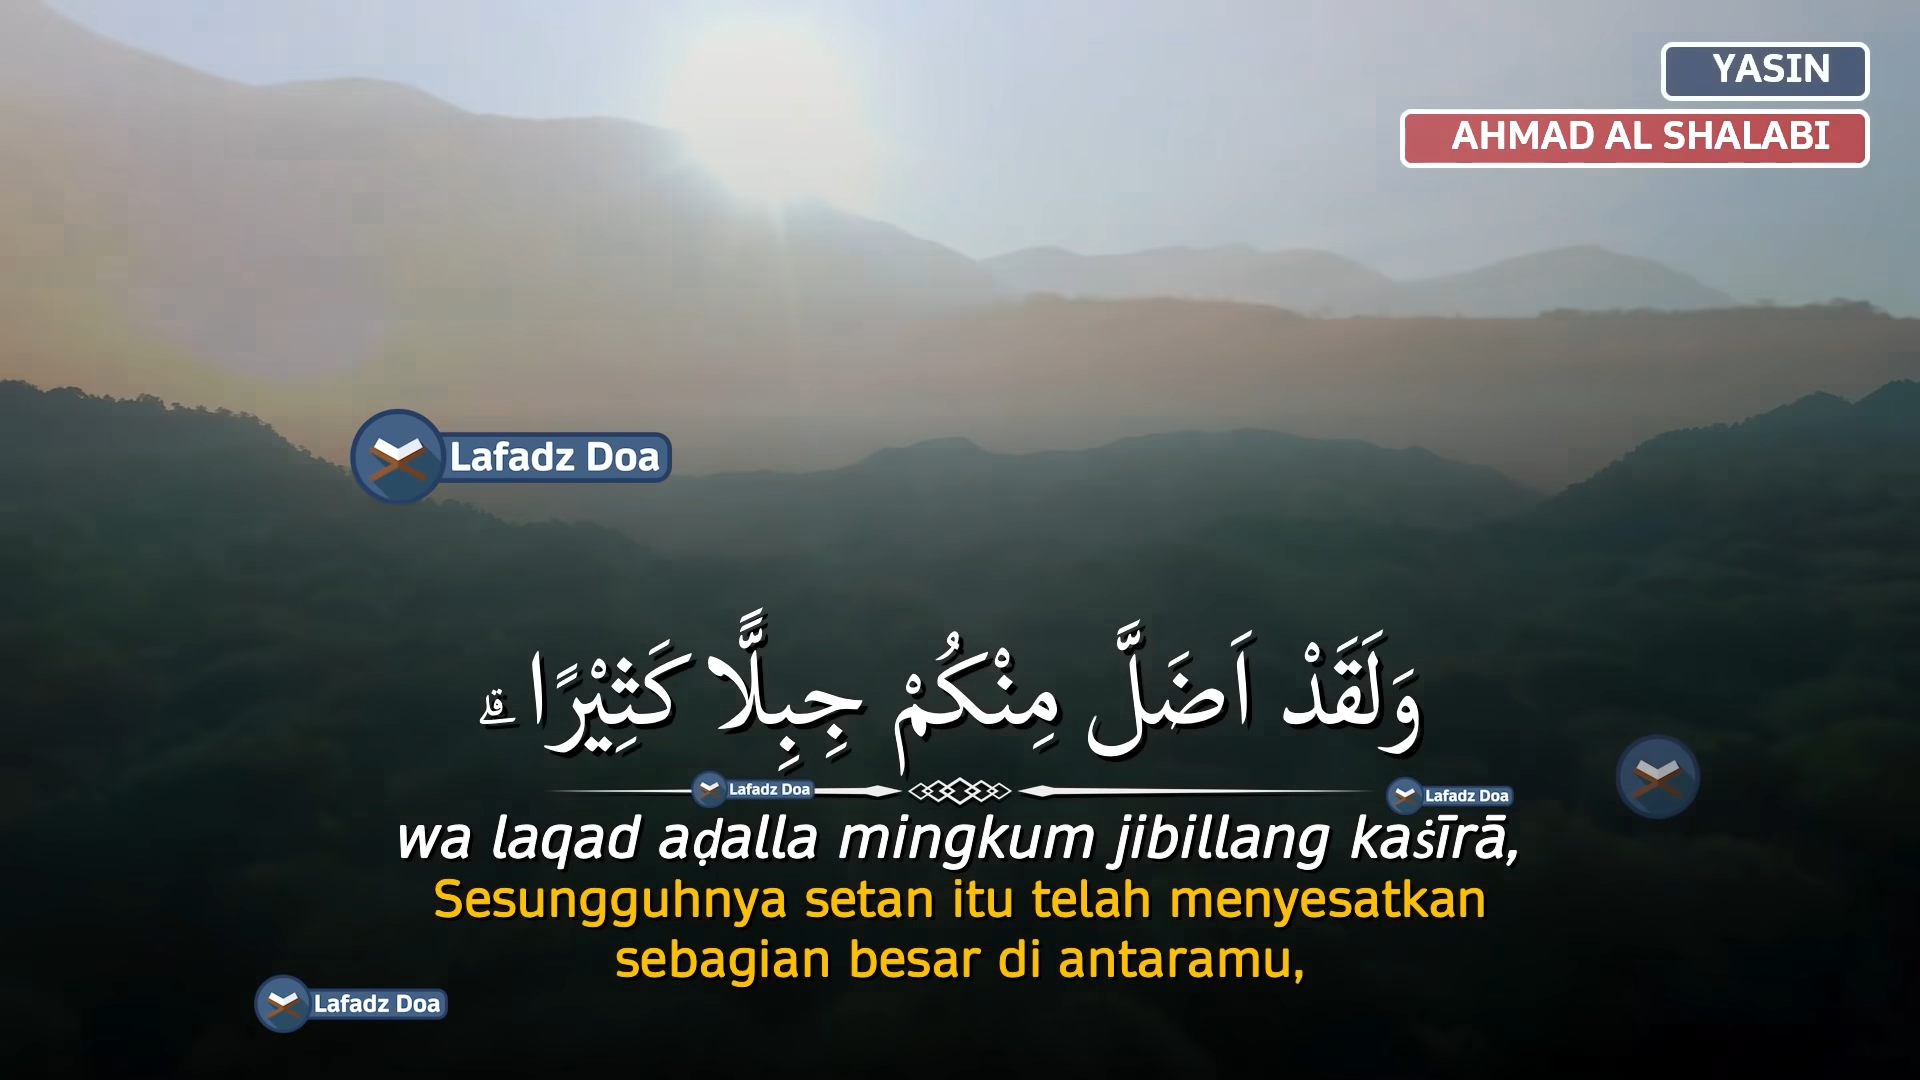 YASIN
AHMAD AL SHALABI
Lafadz Doa
وَلَقَدْ اَضَلَّ مِنْكُمْ جِبِلًّا كَثِيْرًا ۗ
Lafadz Doa
Lafadz Doa
wa laqad aḍalla mingkum jibillang kaṡīrā,
Sesungguhnya setan itu telah menyesatkan
sebagian besar di antaramu,
Lafadz Doa